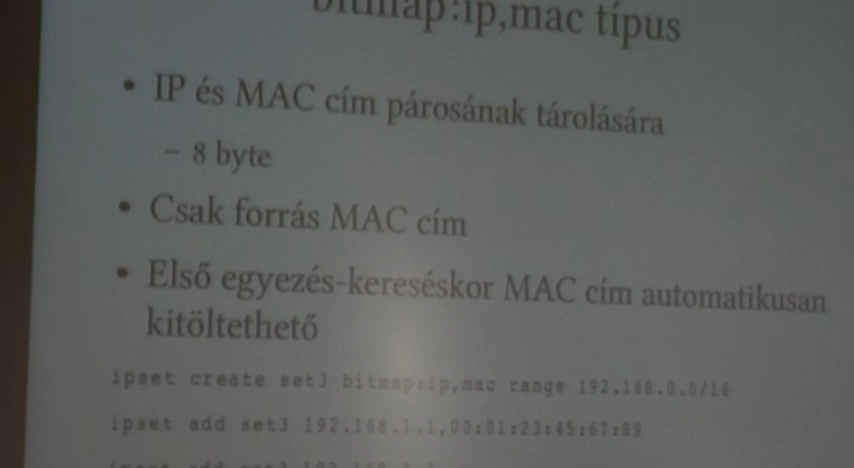 bitmap:ip,mac típus
• IP és MAC cím párosának tárolására
– 8 byte
• Csak forrás MAC cím
• Első egyezés-kereséskor MAC cím automatikusan
kitölthető
ipset create set3 bitmap:ip,mac range 192.168.0.0/16
ipset add set3 192.168.1.1,00:01:23:45:67:89